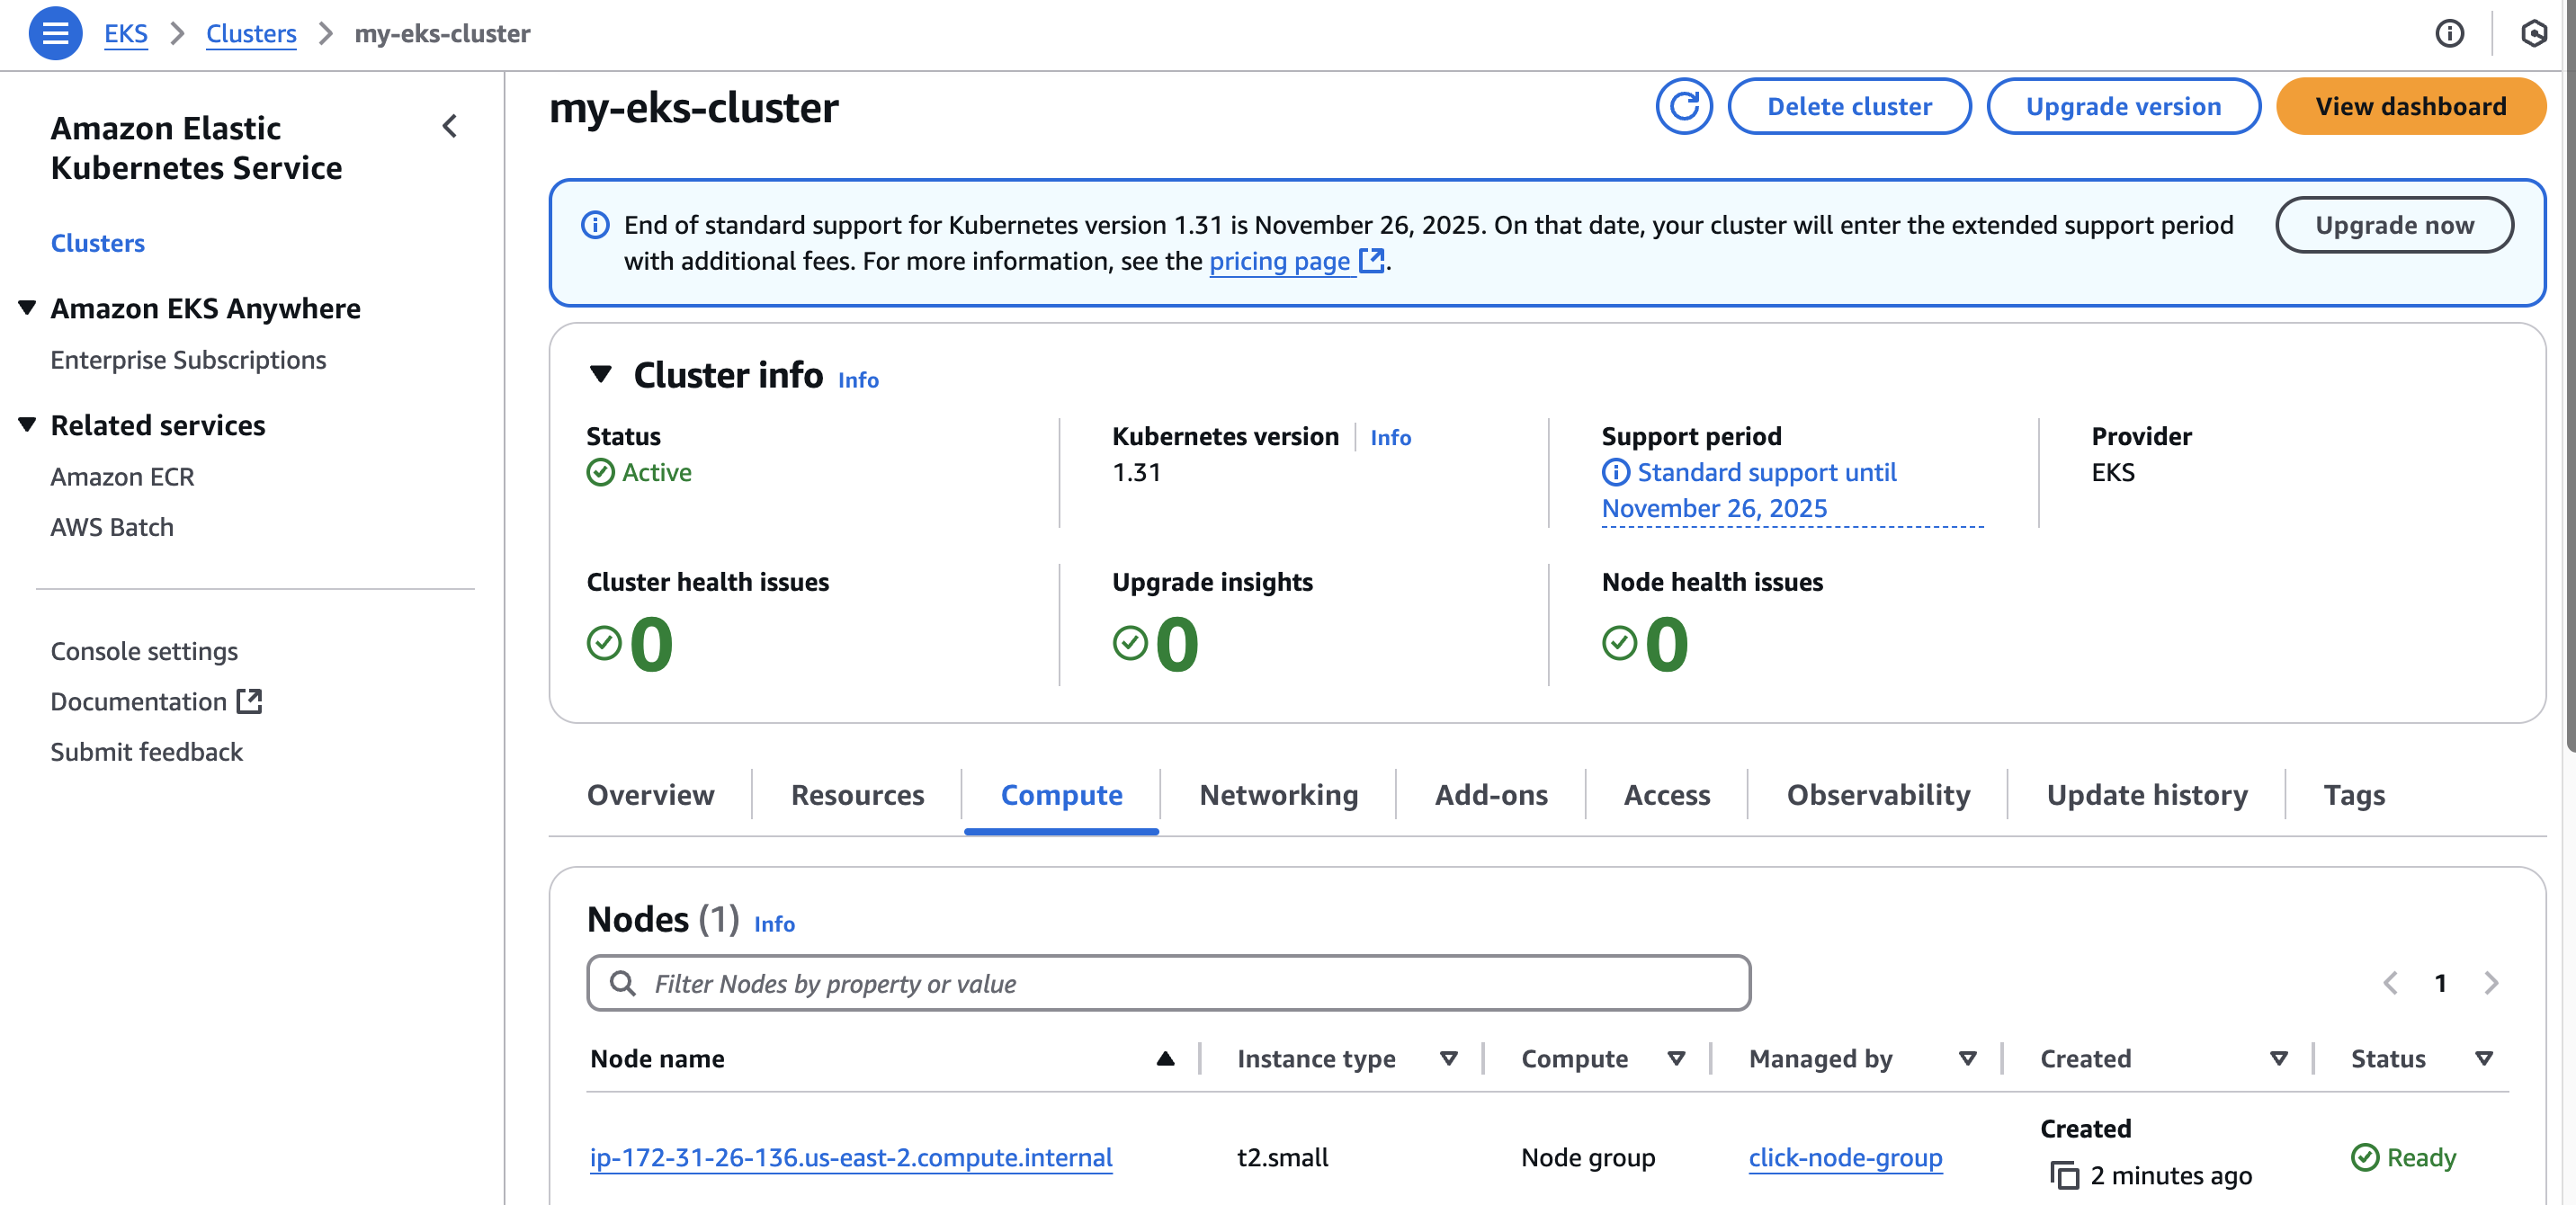 EKS > Clusters > my-eks-cluster
Amazon Elastic
Kubernetes Service
Clusters
Amazon EKS Anywhere
Enterprise Subscriptions
Related services
Amazon ECR
AWS Batch
Console settings
Documentation
Submit feedback
my-eks-cluster
Delete cluster
Upgrade version
View dashboard
End of standard support for Kubernetes version 1.31 is November 26, 2025. On that date, your cluster will enter the extended support period
with additional fees. For more information, see the pricing page.
Upgrade now
Cluster info Info
Status
Active
Kubernetes version Info
1.31
Support period
Standard support until
November 26, 2025
Provider
EKS
Cluster health issues
0
Upgrade insights
0
Node health issues
0
Overview Resources Compute Networking Add-ons Access Observability Update history Tags
Nodes (1) Info
Filter Nodes by property or value
1
Node name Instance type Compute Managed by Created Status
ip-172-31-26-136.us-east-2.compute.internal t2.small Node group click-node-group
Created
2 minutes ago
Ready